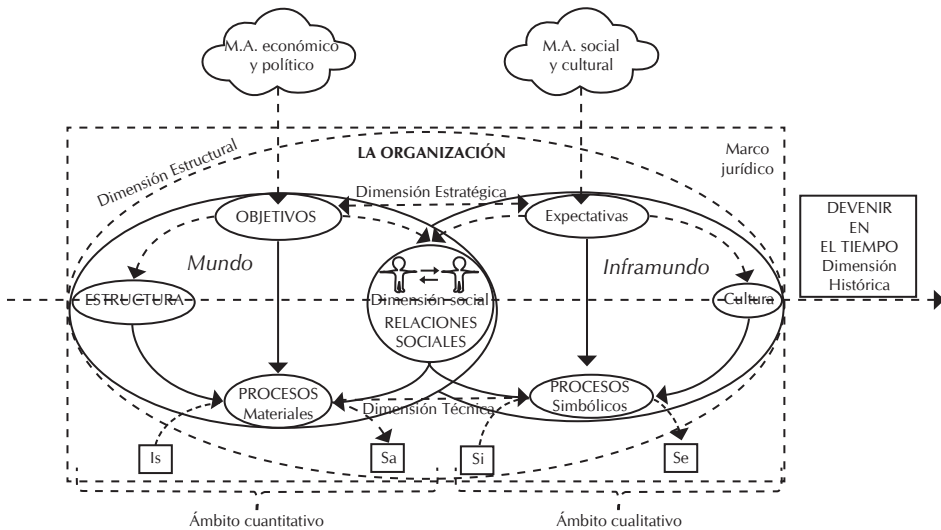 M.A. económico
y político
M.A. social
y cultural
Dimensión Estructural
LA ORGANIZACIÓN
Marco
jurídico
Dimensión Estratégica
OBJETIVOS
Expectativas
DEVENIR
EN
EL TIEMPO
Dimensión
Histórica
Mundo
Inframundo
ESTRUCTURA
Dimensión social
RELACIONES
SOCIALES
Cultura
PROCESOS
Materiales
Dimensión Técnica
PROCESOS
Simbólicos
Is
Sa
Si
Se
Ámbito cuantitativo
Ámbito cualitativo